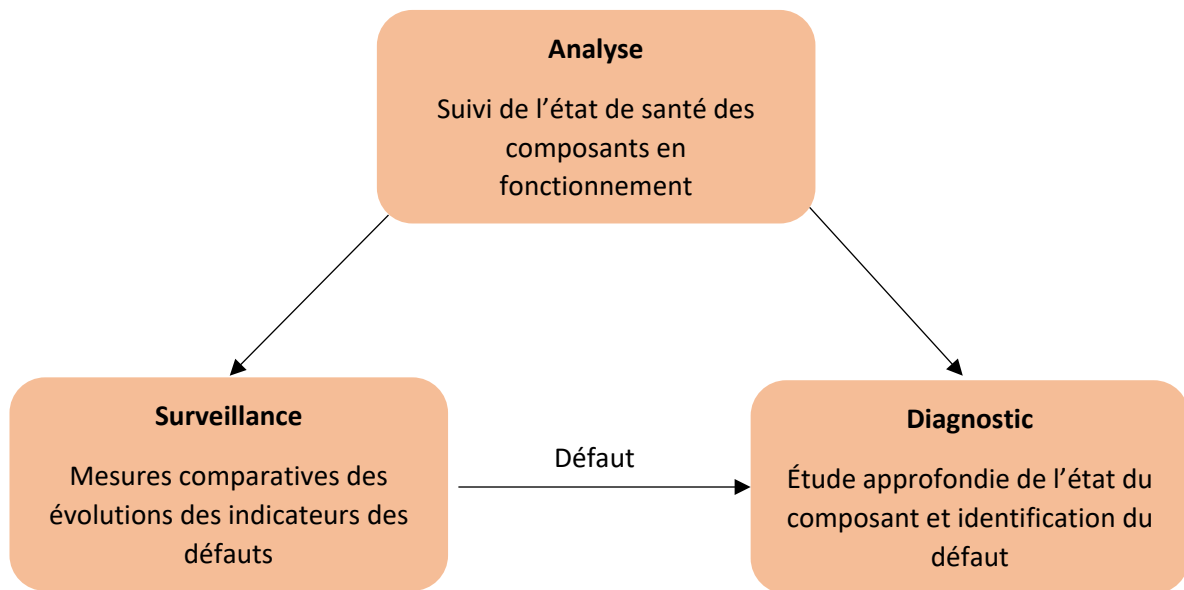 Analyse
Suivi de l’état de santé des
composants en
fonctionnement
Surveillance
Mesures comparatives des
évolutions des indicateurs des
défauts
Défaut
Diagnostic
Étude approfondie de l’état du
composant et identification du
défaut